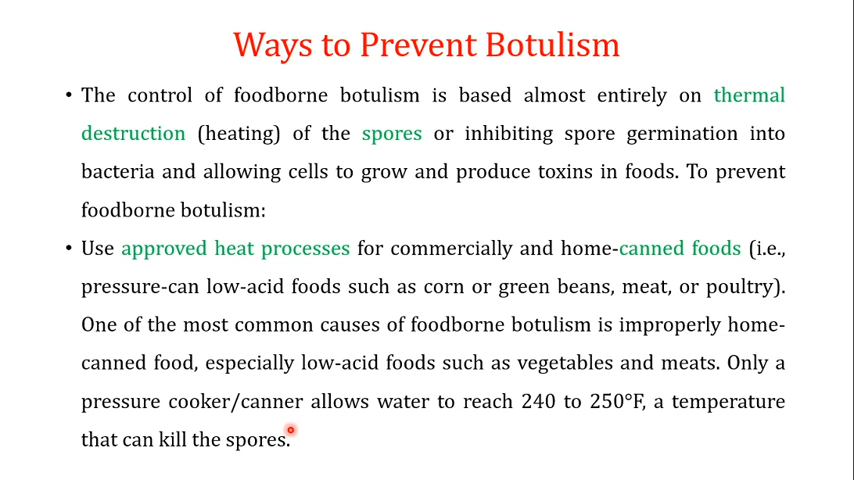 Ways to Prevent Botulism
• The control of foodborne botulism is based almost entirely on thermal
destruction (heating) of the spores or inhibiting spore germination into
bacteria and allowing cells to grow and produce toxins in foods. To prevent
foodborne botulism:
• Use approved heat processes for commercially and home-canned foods (i.e.,
pressure-can low-acid foods such as corn or green beans, meat, or poultry).
One of the most common causes of foodborne botulism is improperly home-
canned food, especially low-acid foods such as vegetables and meats. Only a
pressure cooker/canner allows water to reach 240 to 250°F, a temperature
that can kill the spores.